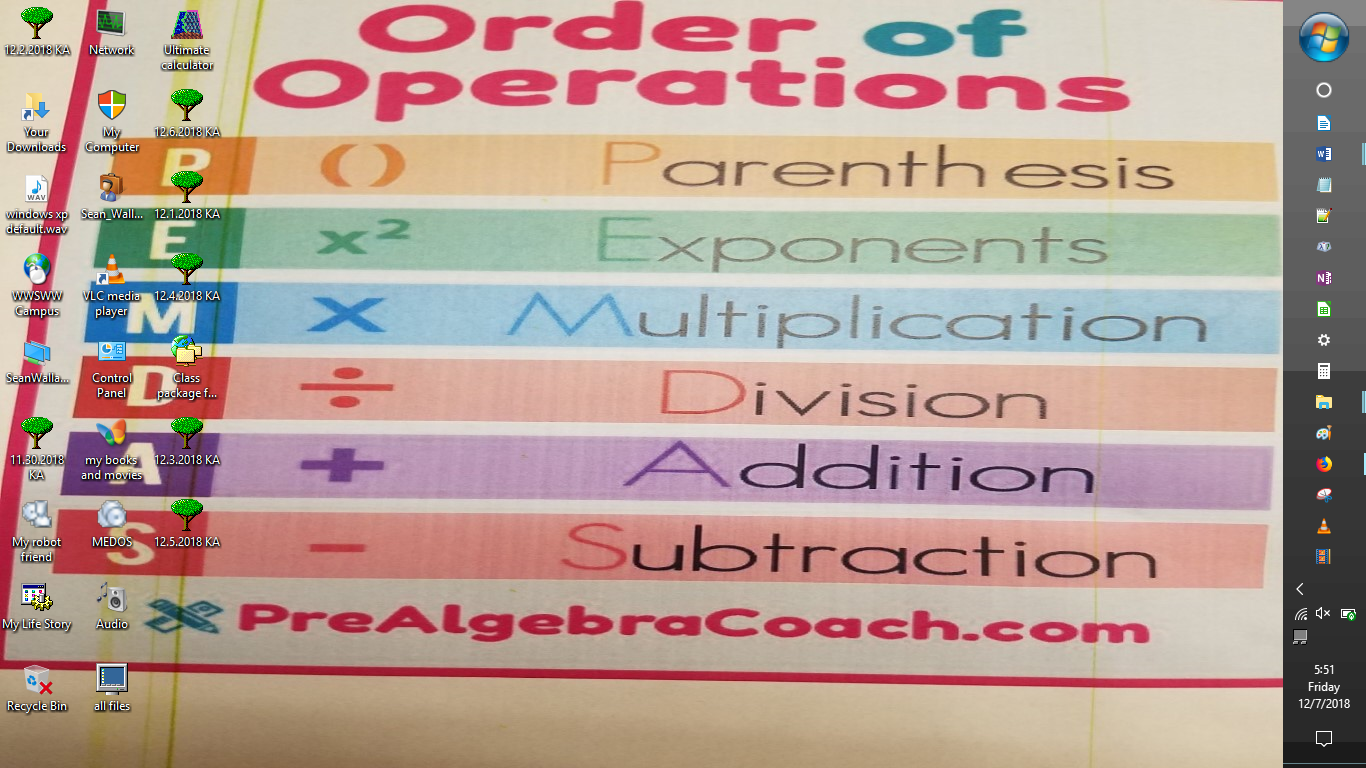 Order of
Operations
P () Parenthesis
E x² Exponents
M x Multiplication
D ÷ Division
A + Addition
S − Subtraction
PreAlgebraCoach.com
12.2.2018 KA
Network
Ultimate
calculator
Your
Downloads
My
Computer
12.6.2018 KA
WAV
windows xp
default.wav
Sean_Wall...
12.1.2018 KA
WWSWW
Campus
VLC media
player
12.4.2018 KA
SeanWalla...
Control
Panel
Class
package f...
11.30.2018
KA
my books
and movies
12.3.2018 KA
My robot
friend
MEDOS
12.5.2018 KA
My Life Story
Audio
Recycle Bin
all files
5:51
Friday
12/7/2018